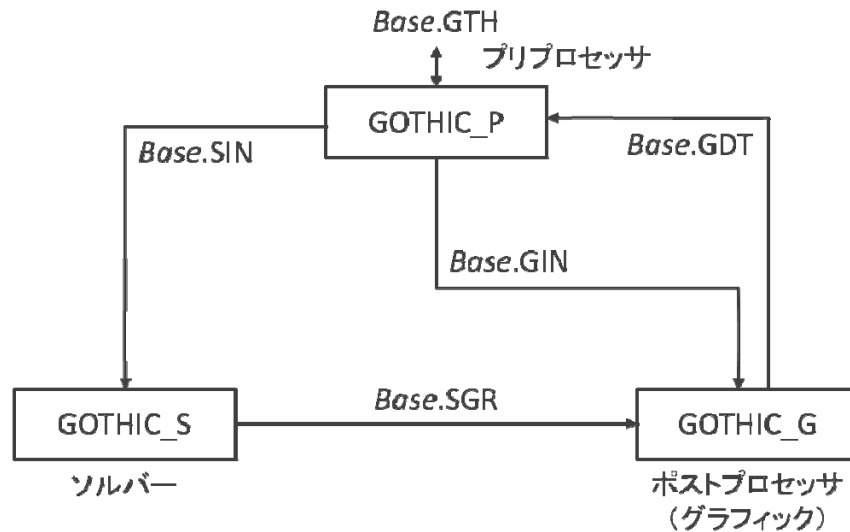 Base.GTH
プリプロセッサ
GOTHIC_P
Base.SIN
Base.GDT
Base.GIN
Base.SGR
GOTHIC_S
GOTHIC_G
ソルバー
ポストプロセッサ
(グラフィック)